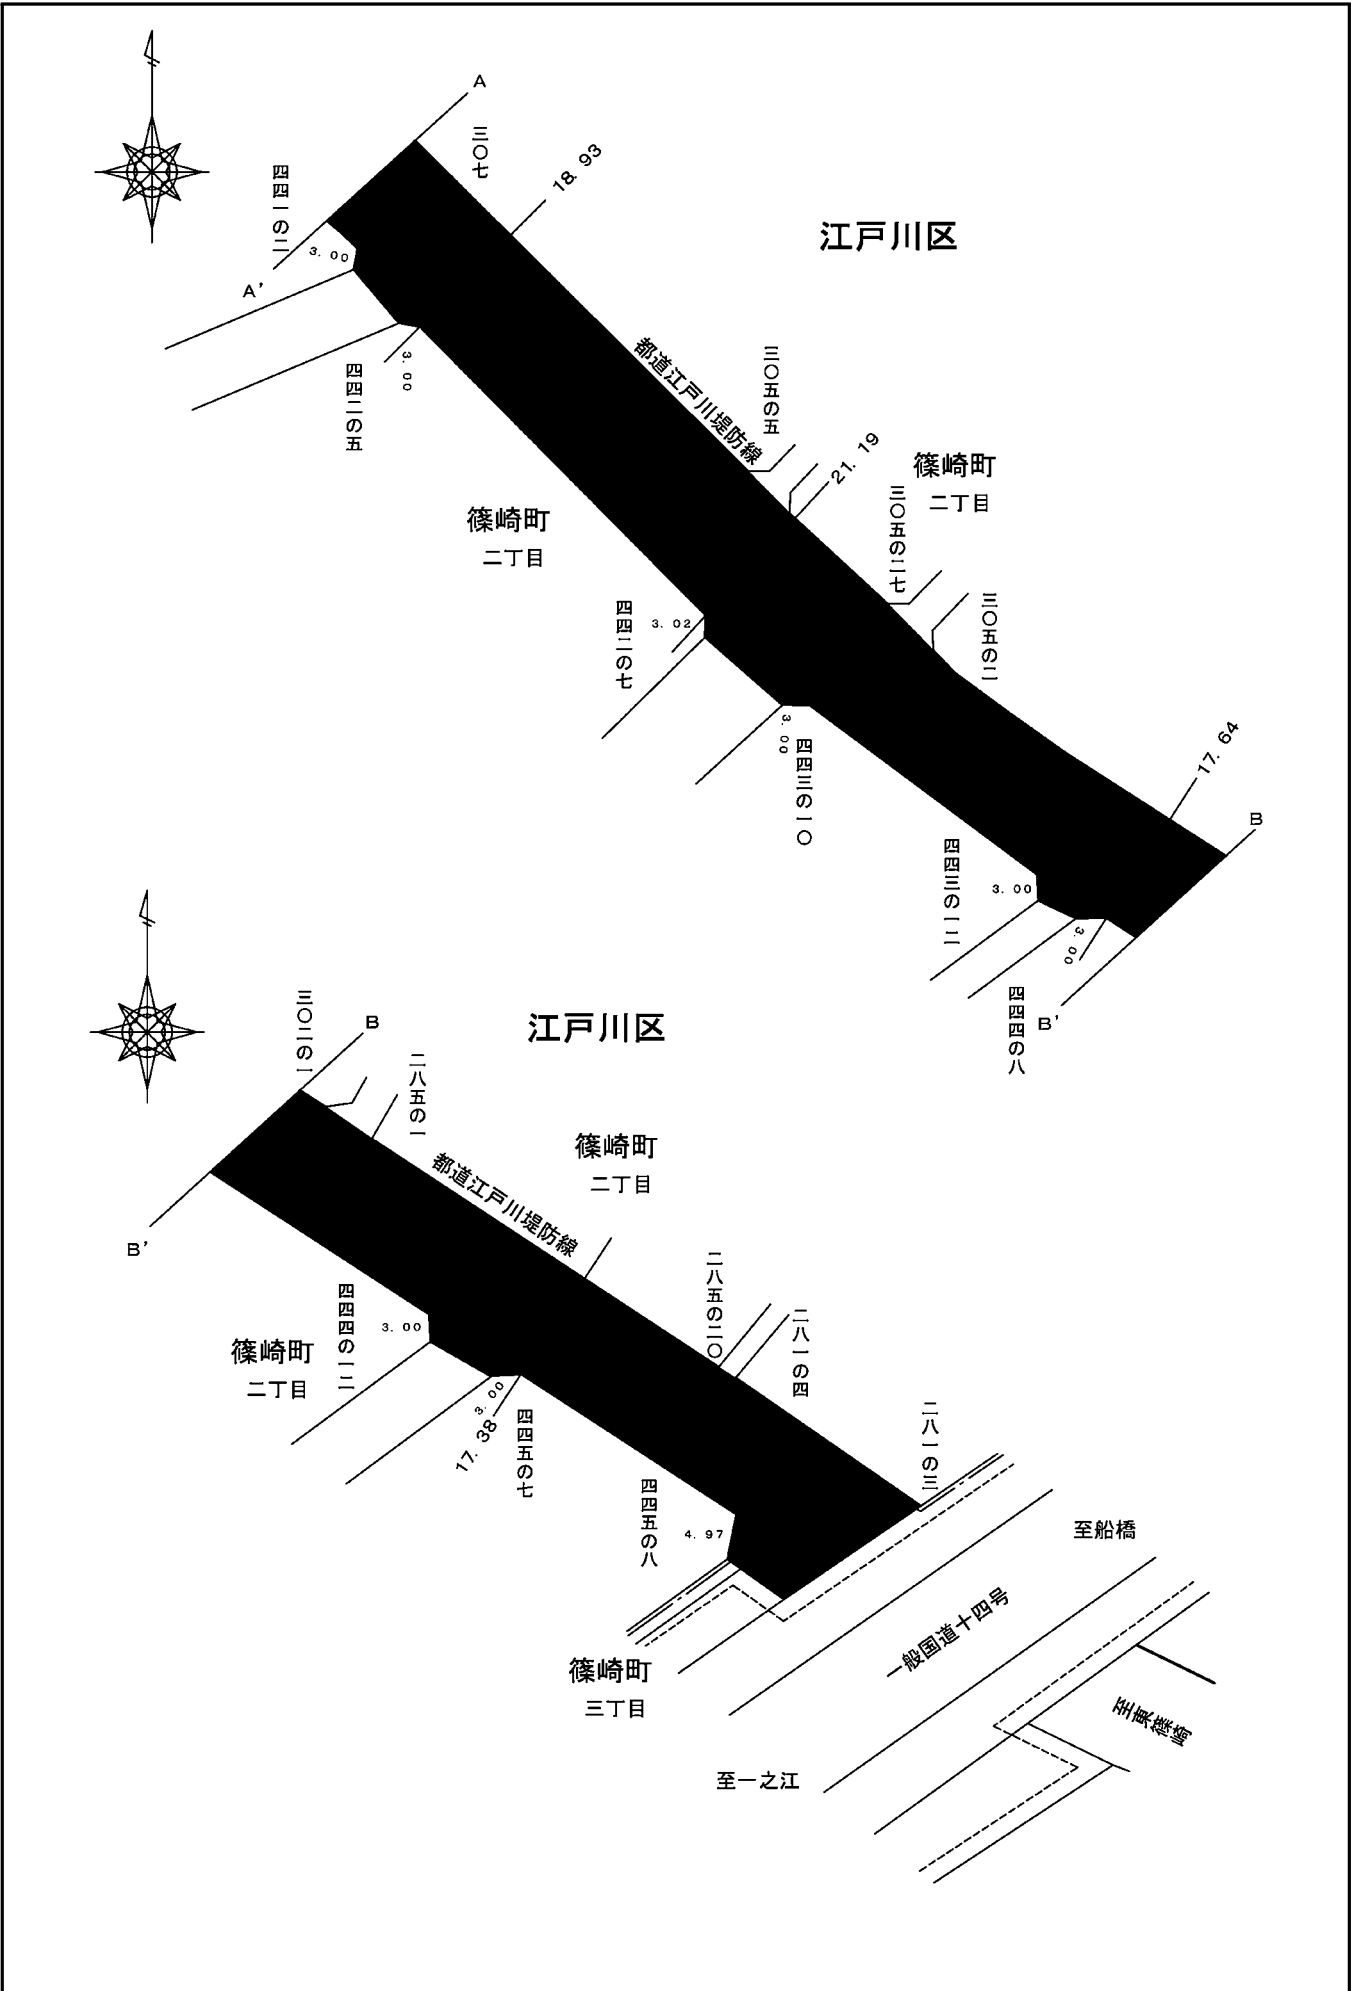 A
三〇七
18.93
四四一の二
3.00
A'
江戸川区
3.00
四四二の五
都道江戸川堤防線
三〇五の五
21.19
篠崎町
二丁目
三〇五の二七
篠崎町
二丁目
三〇五の二
四四二の七
3.02
3.00
四四三の一〇
17.64
B
四四三の一二
3.00
3.00
四四四の八
B'
三〇二の一
B
江戸川区
二八五の一
篠崎町
二丁目
都道江戸川堤防線
B'
二八五の二〇
二八一の四
四四四の一二
3.00
篠崎町
二丁目
3.00
17.38
四四五の七
二八一の三
四四五の八
4.97
至船橋
一般国道十四号
篠崎町
三丁目
至東篠崎
至一之江